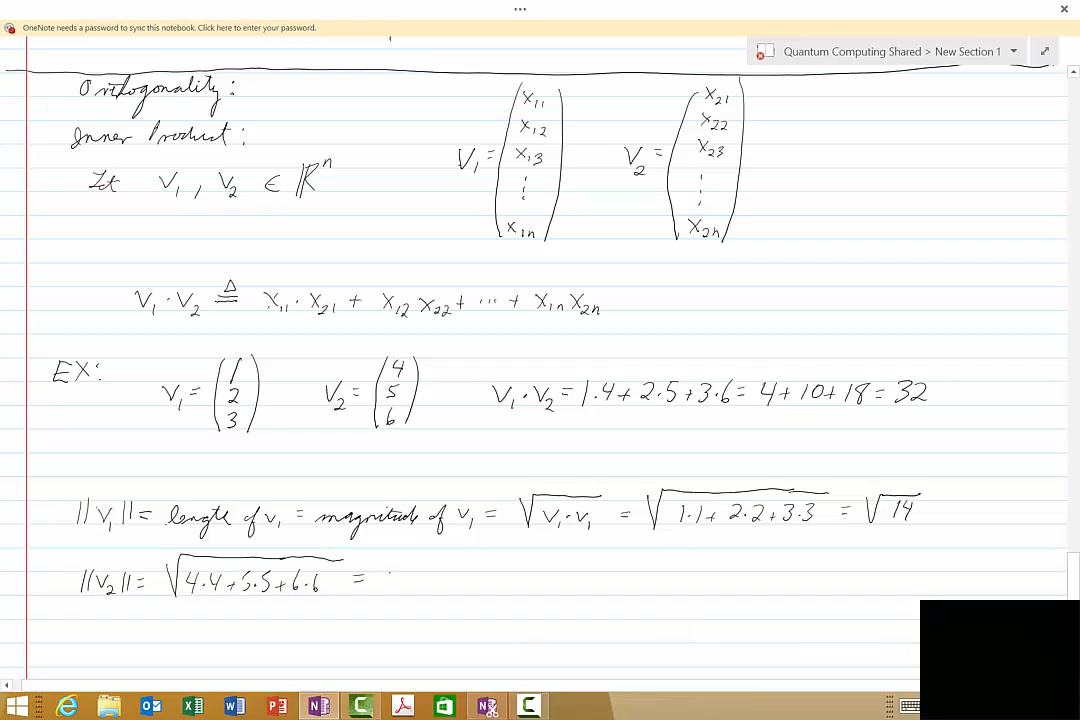 OneNote needs a password to sync this notebook. Click here to enter your password.
Quantum Computing Shared > New Section 1
Orthogonality:
Inner Product:
Let V₁, V₂ ∈ ℝⁿ
V₁ = (x₁₁ x₁₂ x₁₃ ⋮ x₁ₙ)
V₂ = (x₂₁ x₂₂ x₂₃ ⋮ x₂ₙ)
V₁ · V₂ ≜ x₁₁ · x₂₁ + x₁₂ x₂₂ + ⋯ + x₁ₙ x₂ₙ
EX: V₁ = (1 2 3) V₂ = (4 5 6) V₁ · V₂ = 1·4 + 2·5 + 3·6 = 4 + 10 + 18 = 32
||V₁|| = length of v₁ = magnitude of v₁ = √(v₁·v₁) = √(1·1 + 2·2 + 3·3) = √14
||V₂|| = √(4·4 + 5·5 + 6·6) =